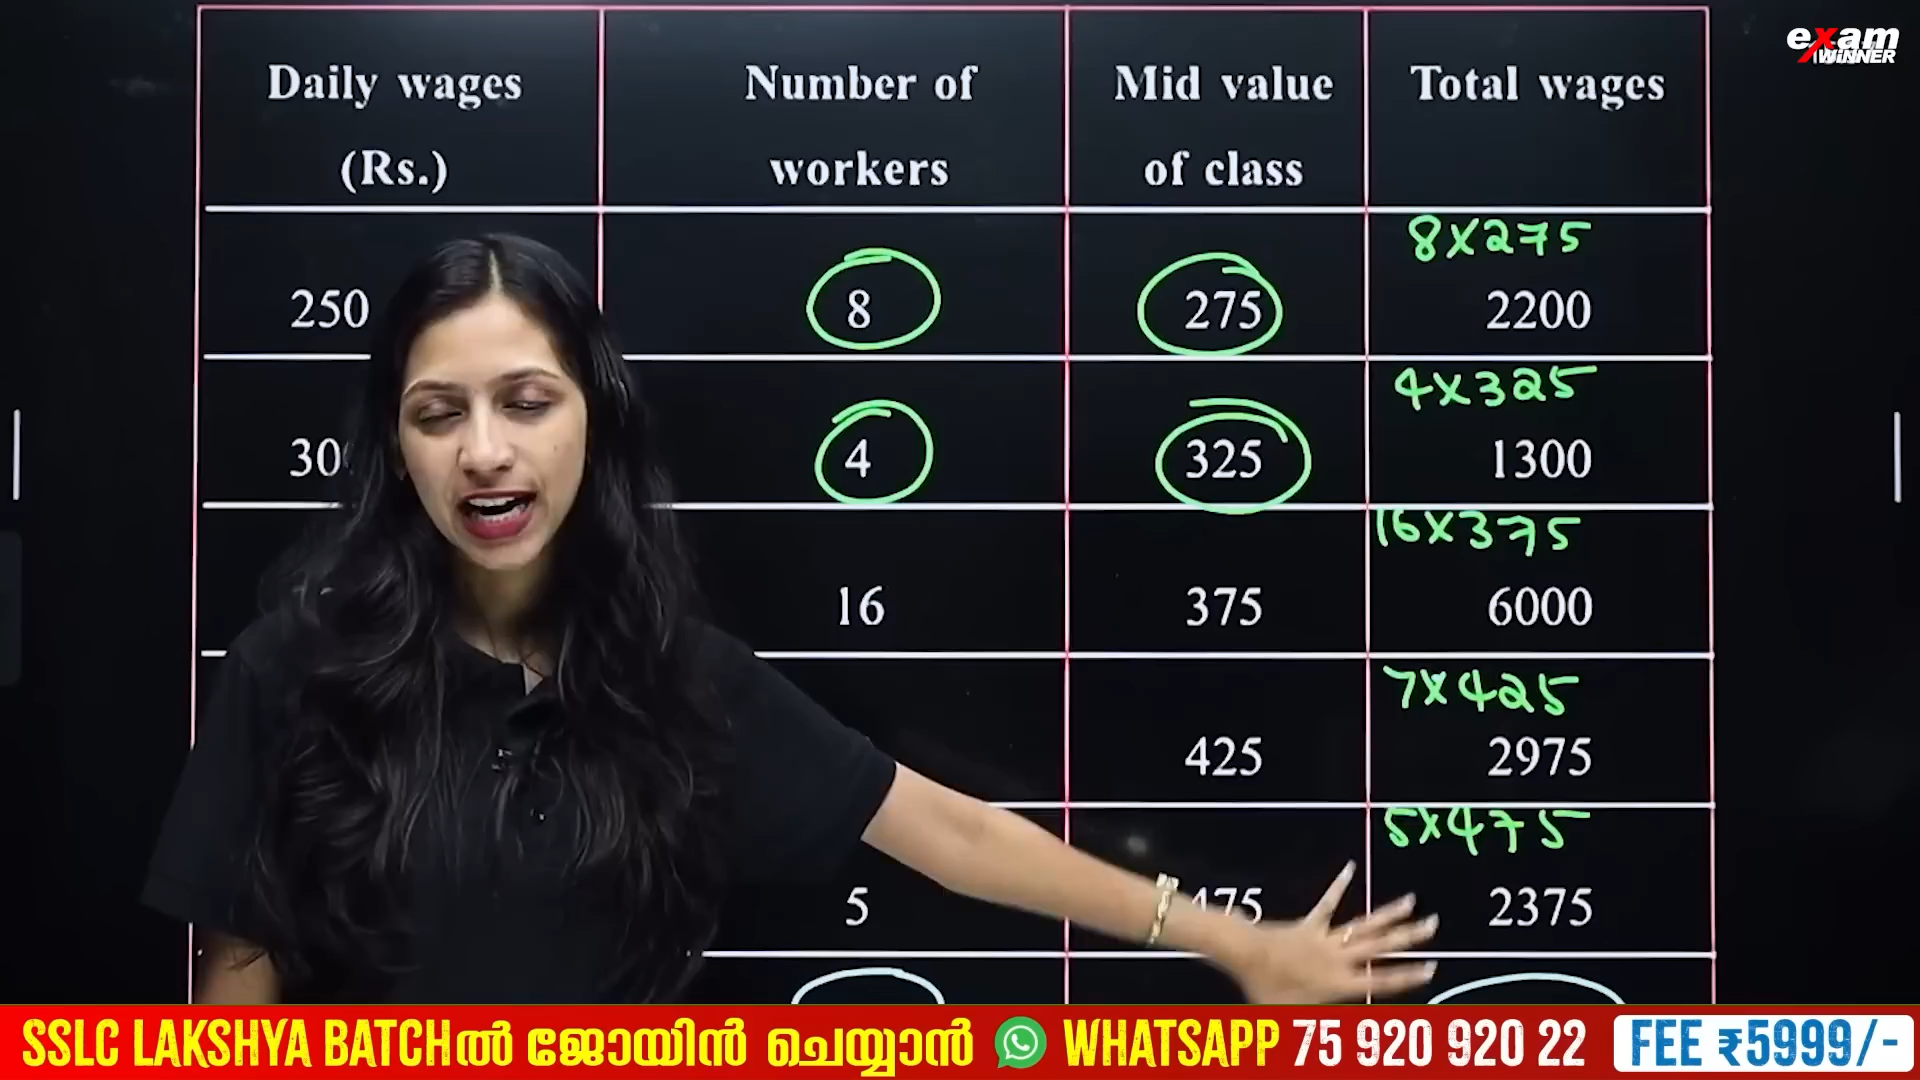 exam
WINNER
Daily wages Number of Mid value Total wages
(Rs.) workers of class
8X275
250 8 275 2200
4X325
4 325 1300
16X375
16 375 6000
7X425
425 2975
5X475
5 475 2375
SSLC LAKSHYA BATCHൽ ജോയിൻ ചെയ്യാൻ WHATSAPP 75 920 920 22 FEE ₹5999/-